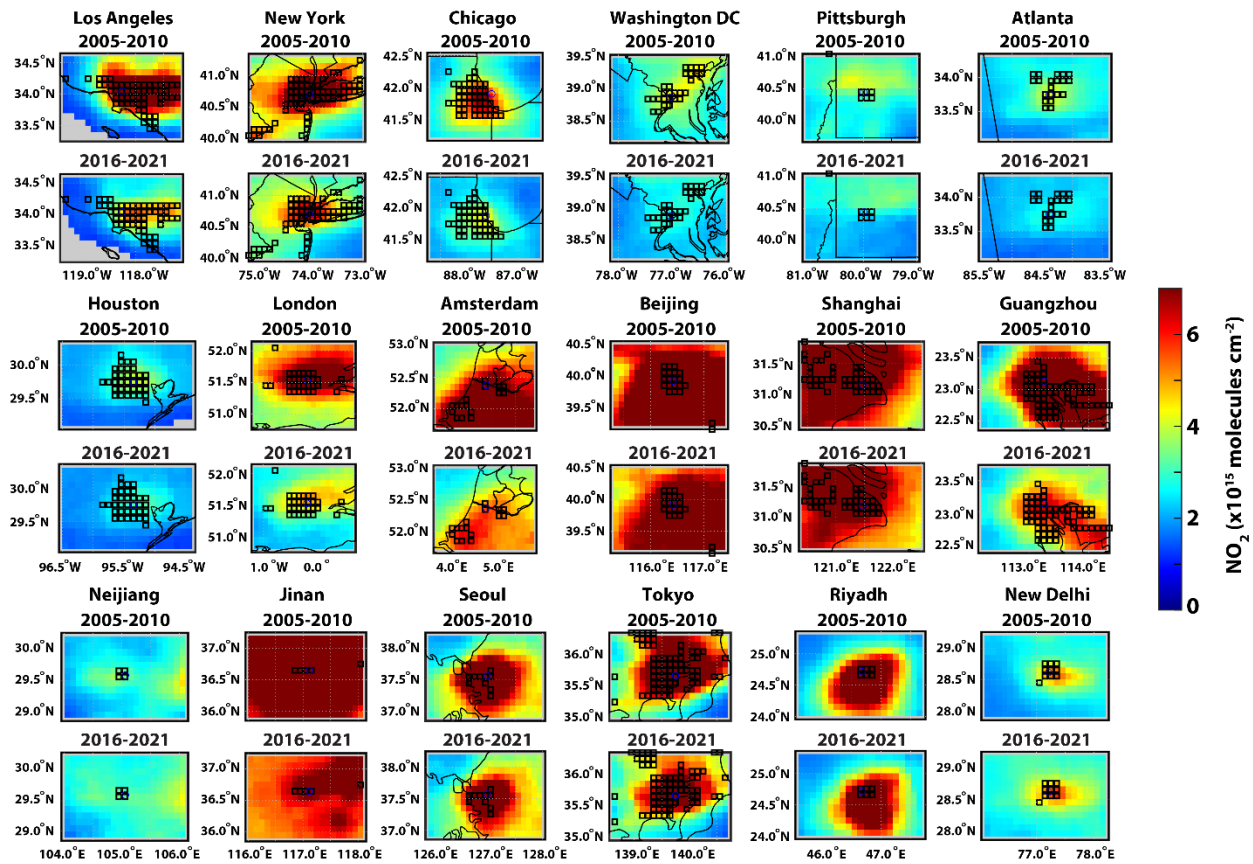 Los Angeles New York Chicago Washington DC Pittsburgh Atlanta
2005-2010 2005-2010 2005-2010 2005-2010 2005-2010 2005-2010
34.5°N 41.2°N 42.5°N 40.0°N 41.0°N
34.0°N 40.6°N 42.0°N 39.5°N 40.5°N 34.0°N
33.5°N 40.0°N 41.5°N 39.0°N 40.0°N 33.5°N
38.5°N
2016-2021 2016-2021 2016-2021 2016-2021 2016-2021 2016-2021
34.5°N 41.2°N 42.5°N 39.5°N 41.0°N
34.0°N 40.6°N 42.0°N 39.0°N 40.5°N 34.0°N
33.5°N 40.0°N 41.5°N 38.5°N 40.0°N 33.5°N
119.0°W 118.0°W 75.0°W 74.0°W 73.0°W 88.0°W 87.0°W 78.0°W 77.0°W 76.0°W 81.0°W 80.0°W 79.0°W 85.5°W 84.5°W 83.5°W
Houston London Amsterdam Beijing Shanghai Guangzhou
2005-2010 2005-2010 2005-2010 2005-2010 2005-2010 2005-2010
30.0°N 52.0°N 53.0°N 40.5°N 31.5°N 23.5°N
29.5°N 51.5°N 52.5°N 40.0°N 31.0°N 23.0°N
51.0°N 52.0°N 39.5°N 30.5°N 22.5°N
2016-2021 2016-2021 2016-2021 2016-2021 2016-2021 2016-2021
30.0°N 52.0°N 53.0°N 40.5°N 31.5°N 23.5°N
29.5°N 51.5°N 52.5°N 40.0°N 31.0°N 23.0°N
51.0°N 52.0°N 39.5°N 30.5°N 22.5°N
96.5°W 95.5°W 94.5°W 1.0°W 0.0°W 4.0°E 5.0°E 116.0°E 117.0°E 121.0°E 122.0°E 113.0°E 114.0°E
Neijiang Jinan Seoul Tokyo Riyadh New Delhi
2005-2010 2005-2010 2005-2010 2005-2010 2005-2010 2005-2010
30.0°N 37.0°N 38.0°N 36.0°N 25.0°N 29.0°N
29.5°N 36.5°N 37.5°N 35.5°N 24.5°N 28.5°N
29.0°N 36.0°N 37.0°N 35.0°N 24.0°N 28.0°N
2016-2021 2016-2021 2016-2021 2016-2021 2016-2021 2016-2021
30.0°N 37.0°N 38.0°N 36.0°N 25.0°N 29.0°N
29.5°N 36.5°N 37.5°N 35.5°N 24.5°N 28.5°N
29.0°N 36.0°N 37.0°N 35.0°N 24.0°N 28.0°N
104.0°E 105.0°E 106.0°E 116.0°E 117.0°E 118.0°E 126.0°E 127.0°E 128.0°E 139.0°E 140.0°E 46.0°E 47.0°E 77.0°E 78.0°E
6
4
2
0
NO₂ (x10¹⁵ molecules cm⁻²)